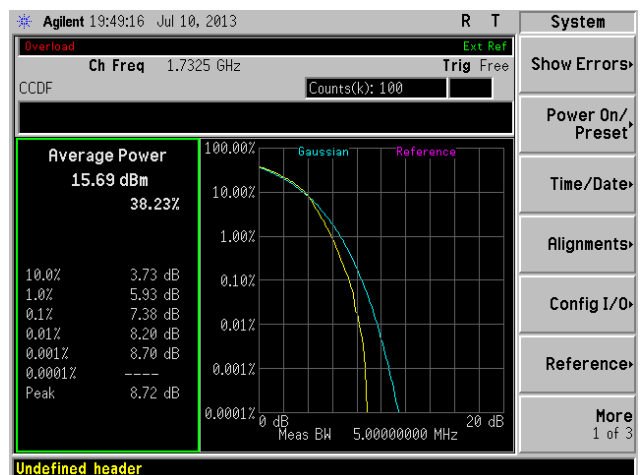 Agilent 19:49:16 Jul 10, 2013 R T
System
Overload Ext Ref
Ch Freq 1.7325 GHz Trig Free
CCDF
Counts(k): 100
Show Errors
Power On/
Preset
Time/Date
Alignments
Config I/O
Reference
More
1 of 3
Average Power
15.69 dBm
38.23%
10.0% 3.73 dB
1.0% 5.93 dB
0.1% 7.38 dB
0.01% 8.20 dB
0.001% 8.70 dB
0.0001% ----
Peak 8.72 dB
Gaussian Reference
100.00%
10.00%
1.00%
0.10%
0.01%
0.001%
0.0001%
0 dB 20 dB
Meas BW 5.00000000 MHz
Undefined header